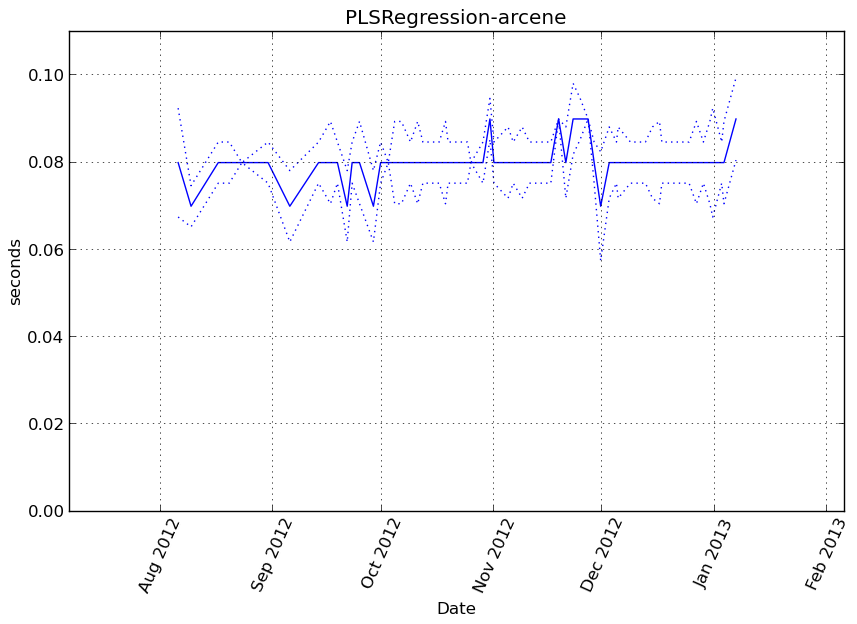 PLSRegression-arcene
0.10
0.08
0.06
0.04
0.02
0.00
seconds
Aug 2012
Sep 2012
Oct 2012
Nov 2012
Dec 2012
Jan 2013
Feb 2013
Date